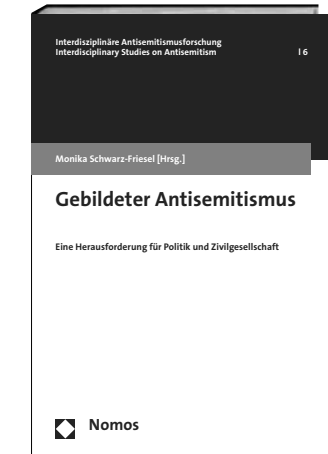 Interdisziplinäre Antisemitismusforschung
Interdisciplinary Studies on Antisemitism | 6
Monika Schwarz-Friesel [Hrsg.]
Gebildeter Antisemitismus
Eine Herausforderung für Politik und Zivilgesellschaft
Nomos